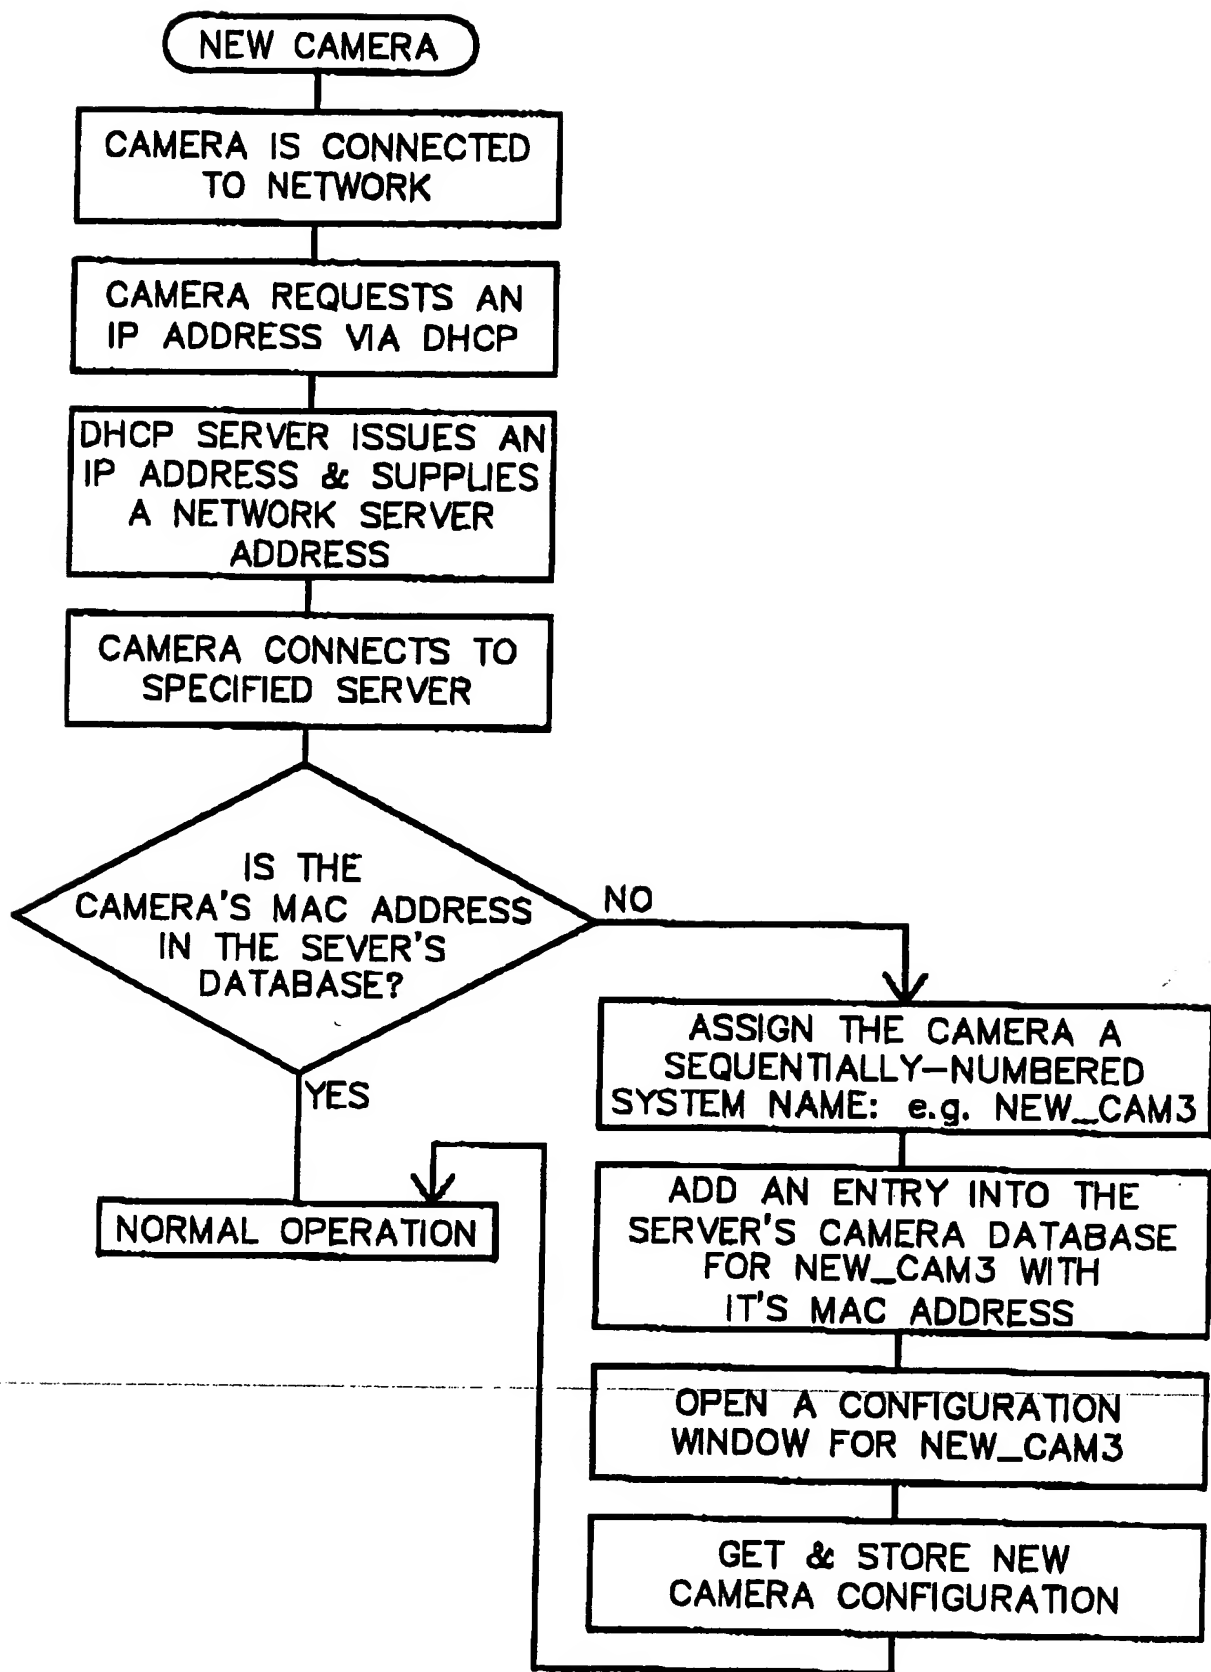 NEW CAMERA
CAMERA IS CONNECTED
TO NETWORK
CAMERA REQUESTS AN
IP ADDRESS VIA DHCP
DHCP SERVER ISSUES AN
IP ADDRESS & SUPPLIES
A NETWORK SERVER
ADDRESS
CAMERA CONNECTS TO
SPECIFIED SERVER
IS THE
CAMERA'S MAC ADDRESS
IN THE SEVER'S
DATABASE?
NO
YES
NORMAL OPERATION
ASSIGN THE CAMERA A
SEQUENTIALLY-NUMBERED
SYSTEM NAME: e.g. NEW_CAM3
ADD AN ENTRY INTO THE
SERVER'S CAMERA DATABASE
FOR NEW_CAM3 WITH
IT'S MAC ADDRESS
OPEN A CONFIGURATION
WINDOW FOR NEW_CAM3
GET & STORE NEW
CAMERA CONFIGURATION